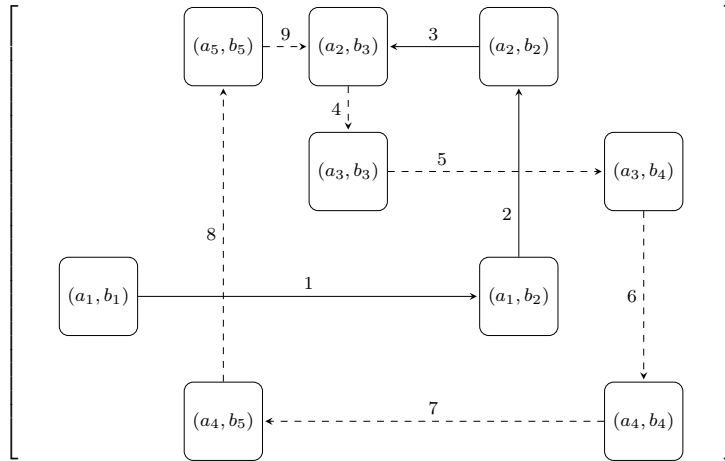 (a₅, b₅) 9 (a₂, b₃) 3 (a₂, b₂)
4
(a₃, b₃) 5 (a₃, b₄)
2
8
(a₁, b₁) 1 (a₁, b₂) 6
(a₄, b₅) 7 (a₄, b₄)